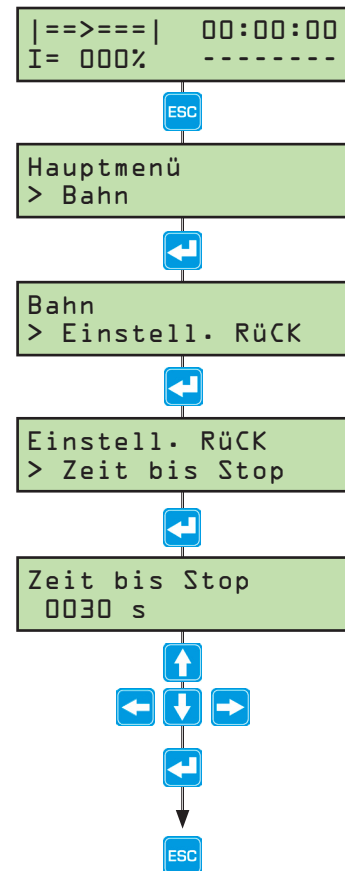 |==>===| 00:00:00
I= 000% --------
ESC
Hauptmenü
> Bahn
Bahn
> Einstell. RüCK
Einstell. RüCK
> Zeit bis Stop
Zeit bis Stop
0030 s
ESC